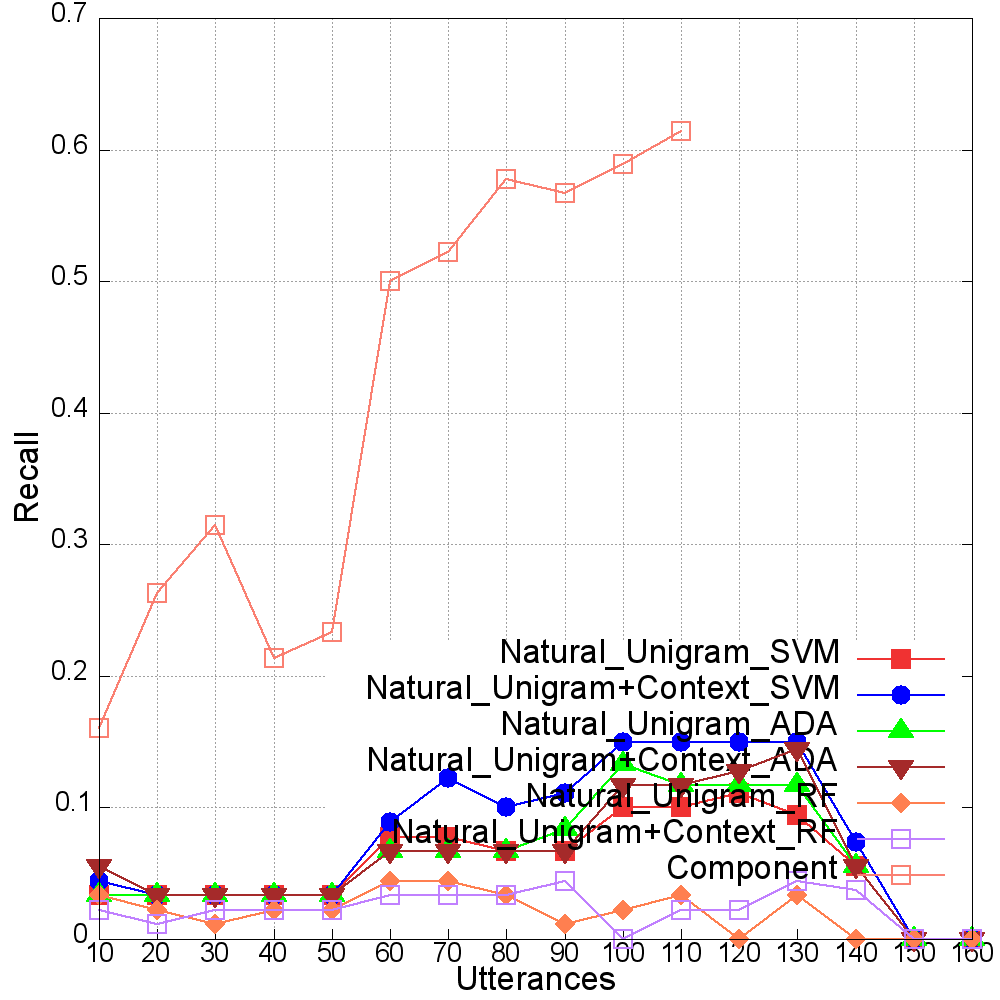 0.7
0.6
0.5
0.4
0.3
0.2
0.1
0
Recall
Natural_Unigram_SVM
Natural_Unigram+Context_SVM
Natural_Unigram_ADA
Natural_Unigram+Context_ADA
Natural_Unigram_RF
Natural_Unigram+Context_RF
Component
10 20 30 40 50 60 70 80 90 100 110 120 130 140 150 160
Utterances